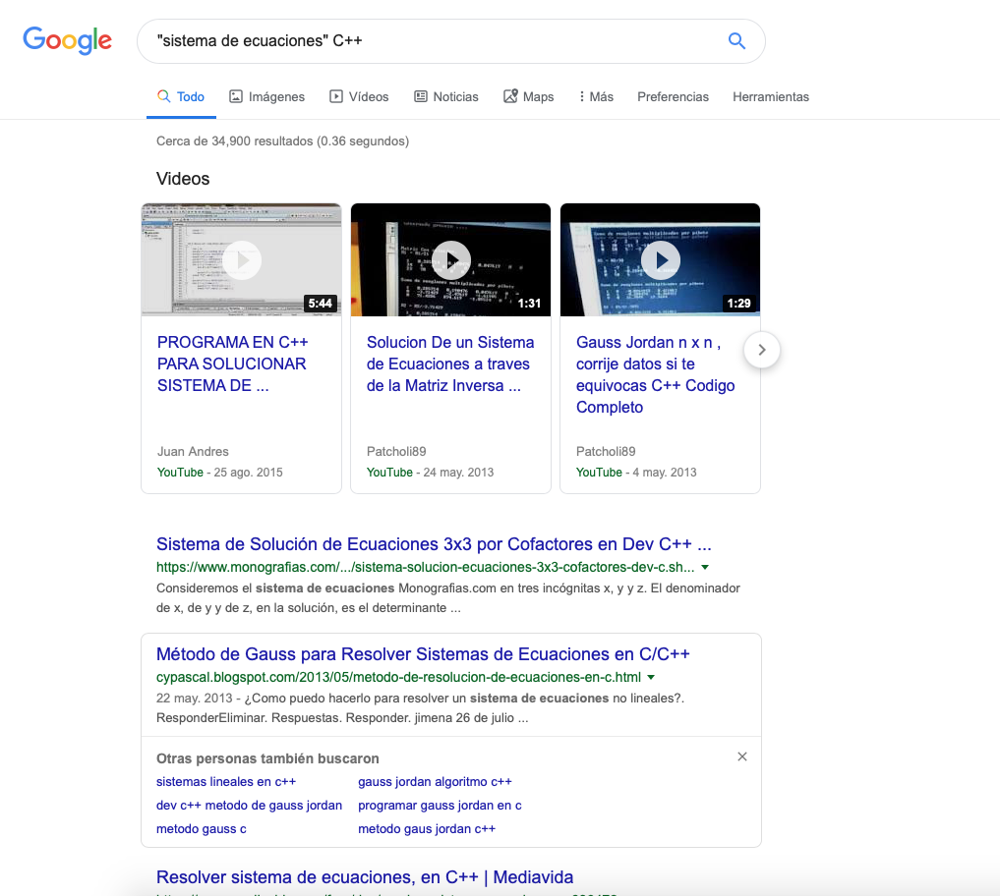 Google
"sistema de ecuaciones" C++
Todo Imágenes Vídeos Noticias Maps Más Preferencias Herramientas
Cerca de 34,900 resultados (0.36 segundos)
Videos
5:44
1:31
1:29
PROGRAMA EN C++
PARA SOLUCIONAR
SISTEMA DE ...
Juan Andres
YouTube - 25 ago. 2015
Solucion De un Sistema
de Ecuaciones a traves
de la Matriz Inversa ...
Patcholi89
YouTube - 24 may. 2013
Gauss Jordan n x n ,
corrije datos si te
equivocas C++ Codigo
Completo
Patcholi89
YouTube - 4 may. 2013
Sistema de Solución de Ecuaciones 3x3 por Cofactores en Dev C++ ...
https://www.monografias.com/.../sistema-solucion-ecuaciones-3x3-cofactores-dev-c.sh...
Consideremos el sistema de ecuaciones Monografias.com en tres incógnitas x, y y z. El denominador
de x, de y y de z, en la solución, es el determinante ...
Método de Gauss para Resolver Sistemas de Ecuaciones en C/C++
cypascal.blogspot.com/2013/05/metodo-de-resolucion-de-ecuaciones-en-c.html
22 may. 2013 - ¿Como puedo hacerlo para resolver un sistema de ecuaciones no lineales?.
ResponderEliminar. Respuestas. Responder. jimena 26 de julio ...
Otras personas también buscaron
sistemas lineales en c++ gauss jordan algoritmo c++
dev c++ metodo de gauss jordan programar gauss jordan en c
metodo gauss c metodo gaus jordan c++
Resolver sistema de ecuaciones, en C++ | Mediavida